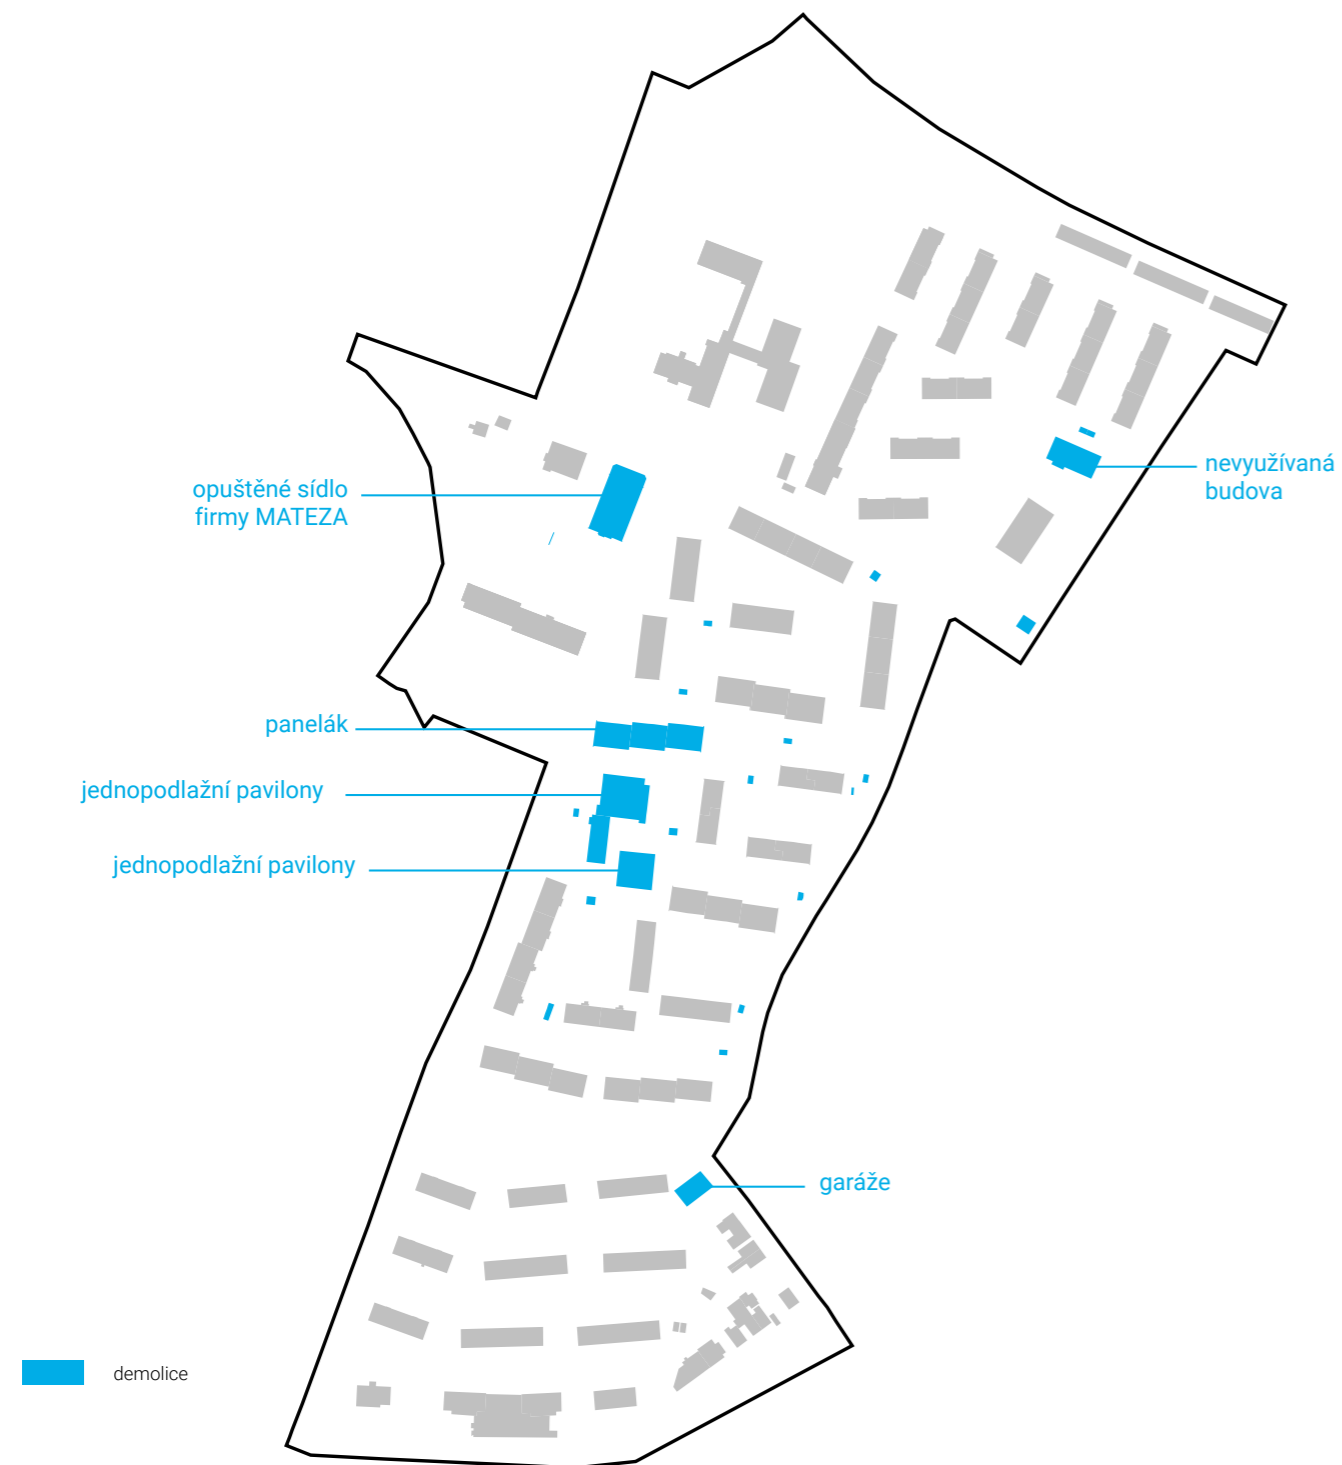 nevyužívaná
budova
opuštěné sídlo
firmy MATEZA
panelák
jednopodlažní pavilony
jednopodlažní pavilony
garáže
demolice